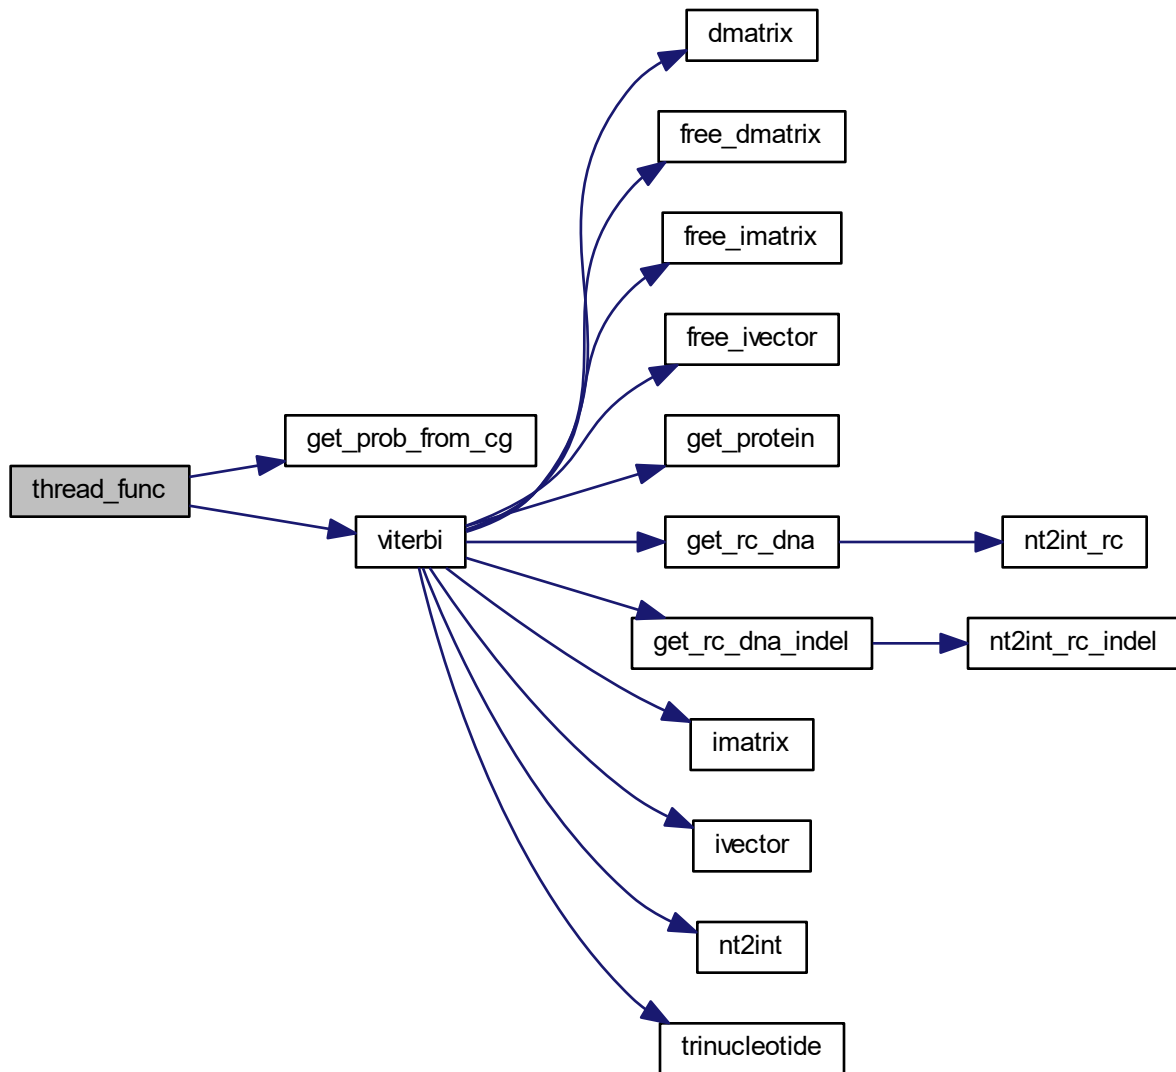 dmatrix
free_dmatrix
free_imatrix
free_ivector
get_prob_from_cg
get_protein
thread_func
viterbi
get_rc_dna
nt2int_rc
get_rc_dna_indel
nt2int_rc_indel
imatrix
ivector
nt2int
trinucleotide